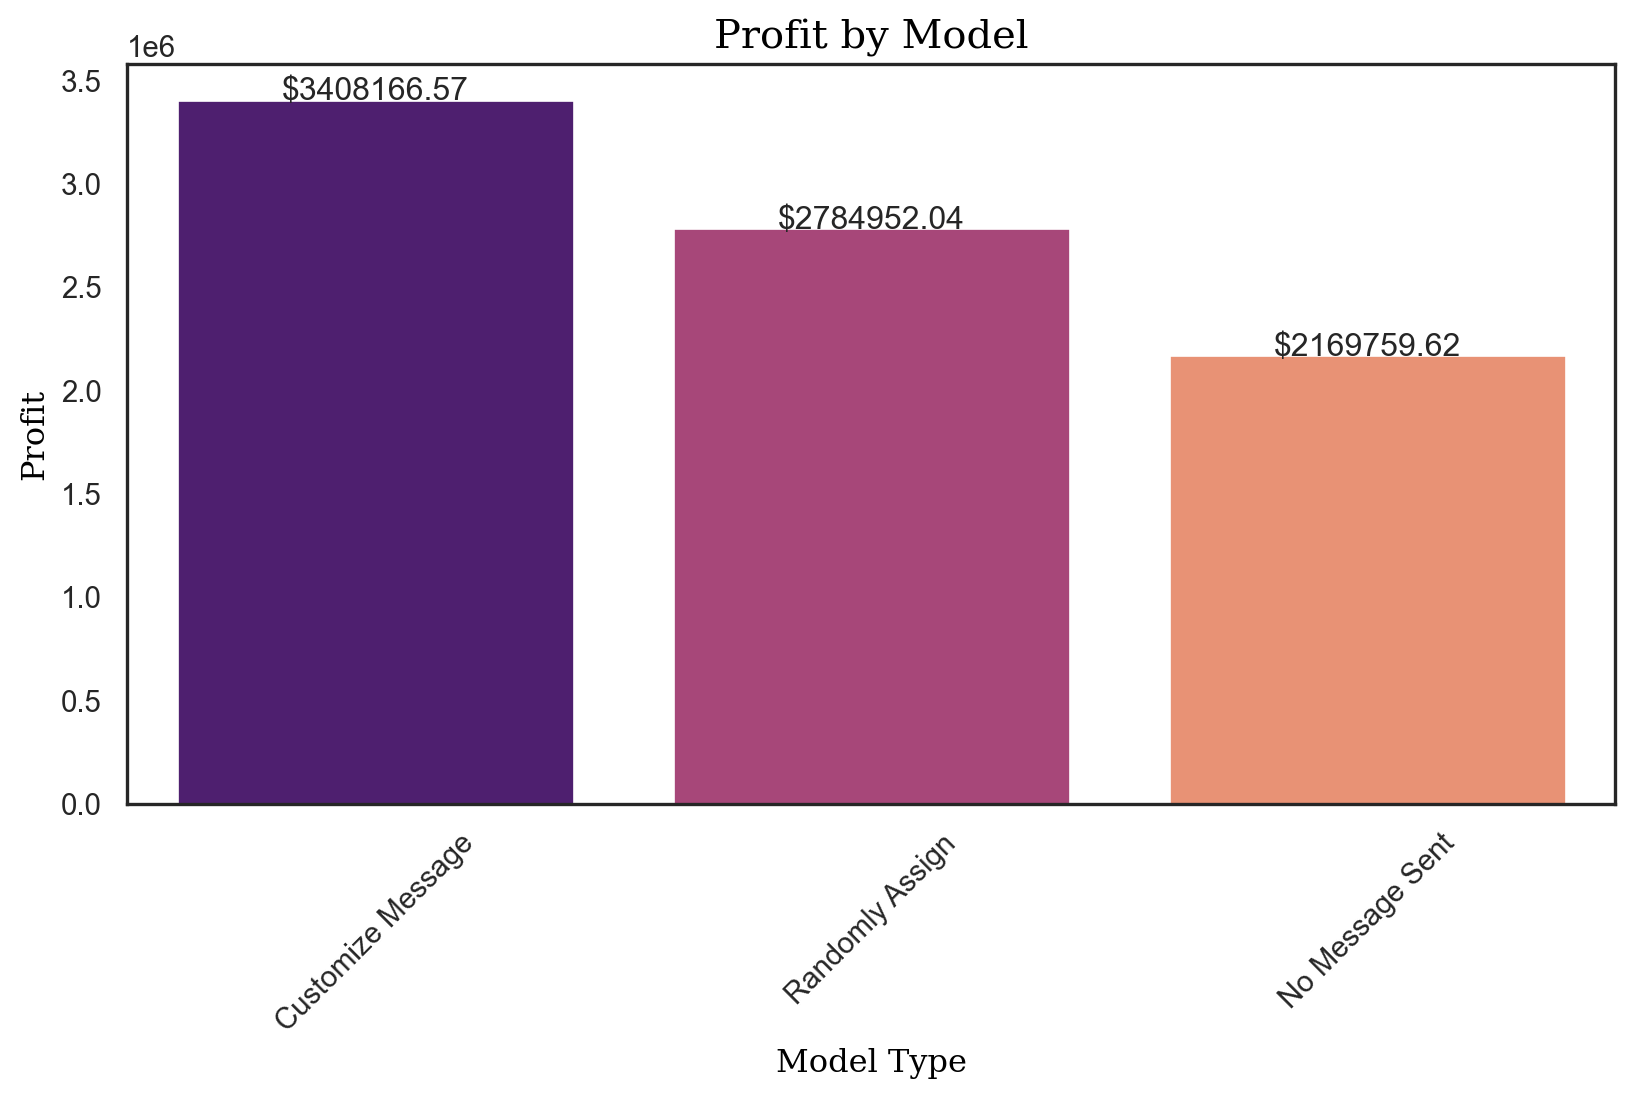 Profit by Model
1e6
3.5
3.0
2.5
2.0
1.5
1.0
0.5
0.0
Profit
$3408166.57
$2784952.04
$2169759.62
Customize Message
Randomly Assign
No Message Sent
Model Type